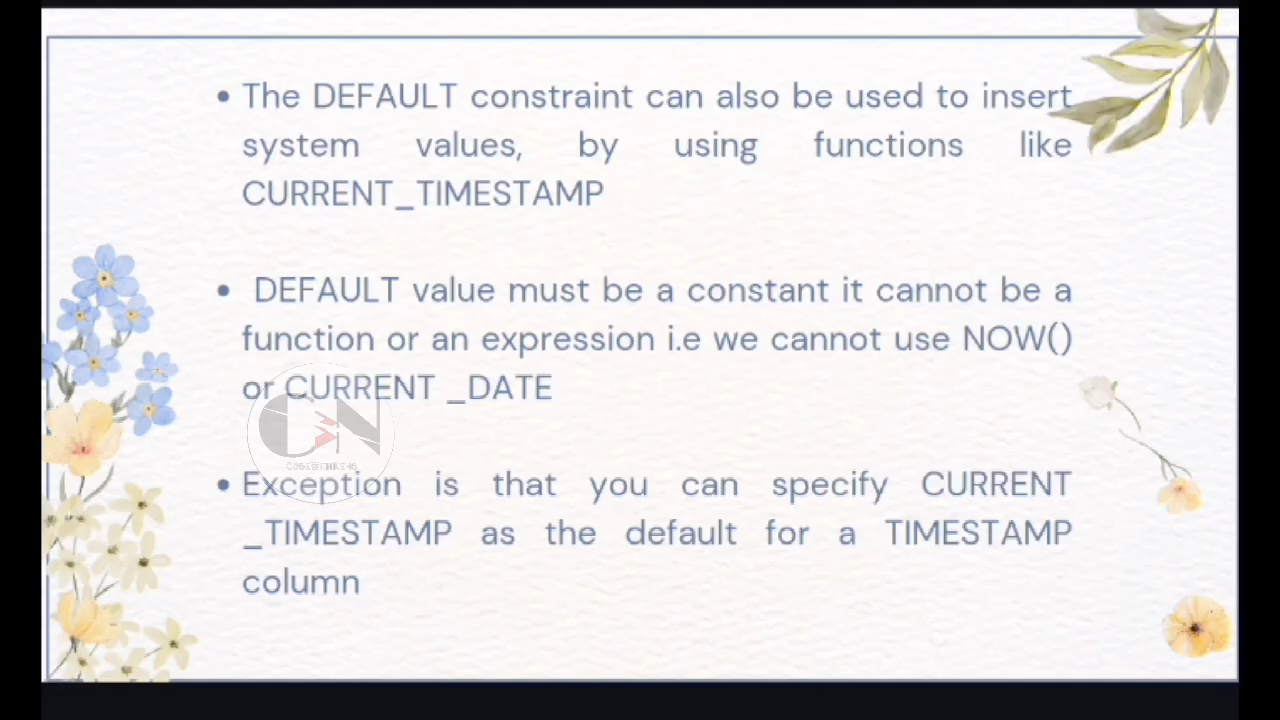 • The DEFAULT constraint can also be used to insert
system values, by using functions like
CURRENT_TIMESTAMP
• DEFAULT value must be a constant it cannot be a
function or an expression i.e we cannot use NOW()
or CURRENT _DATE
• Exception is that you can specify CURRENT
_TIMESTAMP as the default for a TIMESTAMP
column